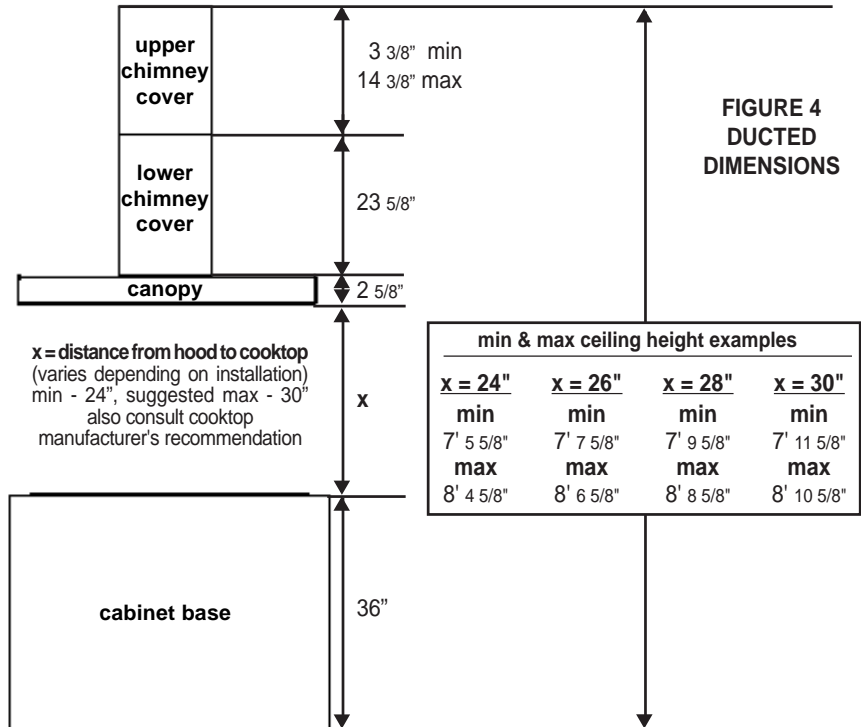 upper
chimney
cover
3 3/8” min
14 3/8” max
FIGURE 4
DUCTED
DIMENSIONS
lower
chimney
cover
23 5/8”
canopy
2 5/8”
x = distance from hood to cooktop
(varies depending on installation)
min - 24”, suggested max - 30”
also consult cooktop
manufacturer's recommendation
x
min & max ceiling height examples
x = 24" x = 26" x = 28" x = 30"
min min min min
7' 5 5/8" 7' 7 5/8" 7' 9 5/8" 7' 11 5/8"
max max max max
8' 4 5/8" 8' 6 5/8" 8' 8 5/8" 8' 10 5/8"
cabinet base
36”